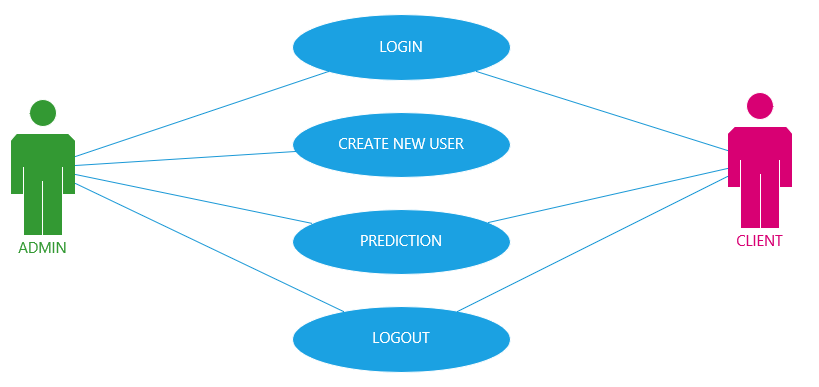 LOGIN
CREATE NEW USER
PREDICTION
LOGOUT
ADMIN
CLIENT